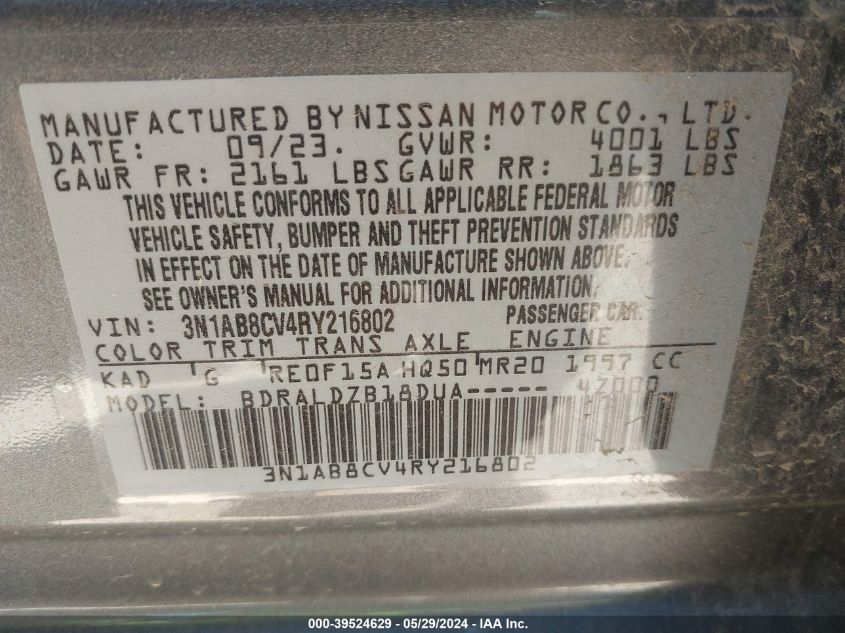 MANUFACTURED BY NISSAN MOTOR CO., LTD.
DATE: 09/23. GVWR: 4001 LBS
GAWR FR: 2161 LBS GAWR RR: 1863 LBS
THIS VEHICLE CONFORMS TO ALL APPLICABLE FEDERAL MOTOR
VEHICLE SAFETY, BUMPER AND THEFT PREVENTION STANDARDS
IN EFFECT ON THE DATE OF MANUFACTURE SHOWN ABOVE.
SEE OWNER'S MANUAL FOR ADDITIONAL INFORMATION.
VIN: 3N1AB8CV4RY216802 PASSENGER CAR
COLOR TRIM TRANS AXLE ENGINE
KAD G RE0F15A HQ50 MR20 1997 CC
MODEL: BDRALDZB18DUA----- 47000
3N1AB8CV4RY216802
000-39524629 - 05/29/2024 - IAA Inc.